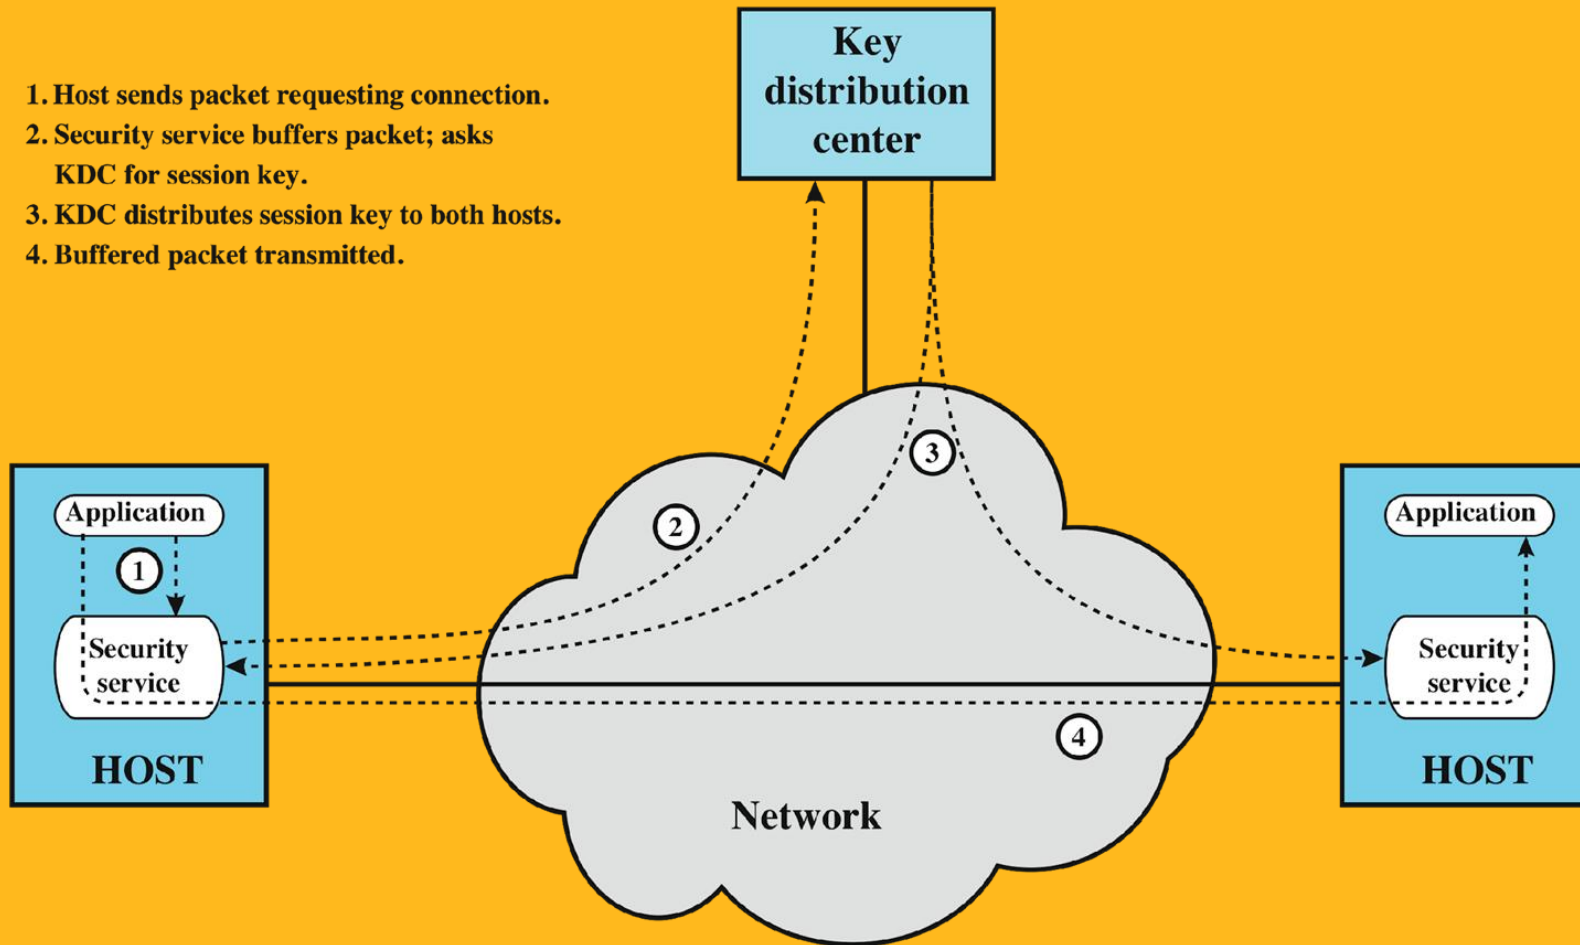 Key
distribution
center
1. Host sends packet requesting connection.
2. Security service buffers packet; asks
KDC for session key.
3. KDC distributes session key to both hosts.
4. Buffered packet transmitted.
3
2
Application
1
Security
service
HOST
Application
Security
service
HOST
4
Network